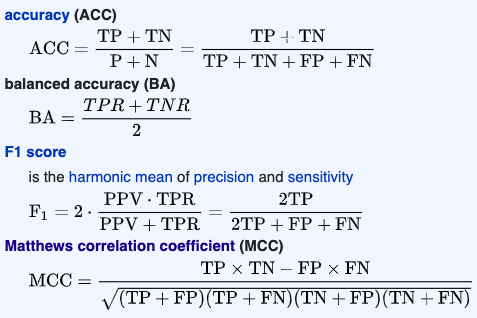 accuracy (ACC)
ACC = TP + TN / P + N = TP + TN / TP + TN + FP + FN
balanced accuracy (BA)
BA = TPR + TNR / 2
F1 score
is the harmonic mean of precision and sensitivity
F₁ = 2 · PPV · TPR / PPV + TPR = 2TP / 2TP + FP + FN
Matthews correlation coefficient (MCC)
MCC = TP × TN − FP × FN / √(TP + FP)(TP + FN)(TN + FP)(TN + FN)